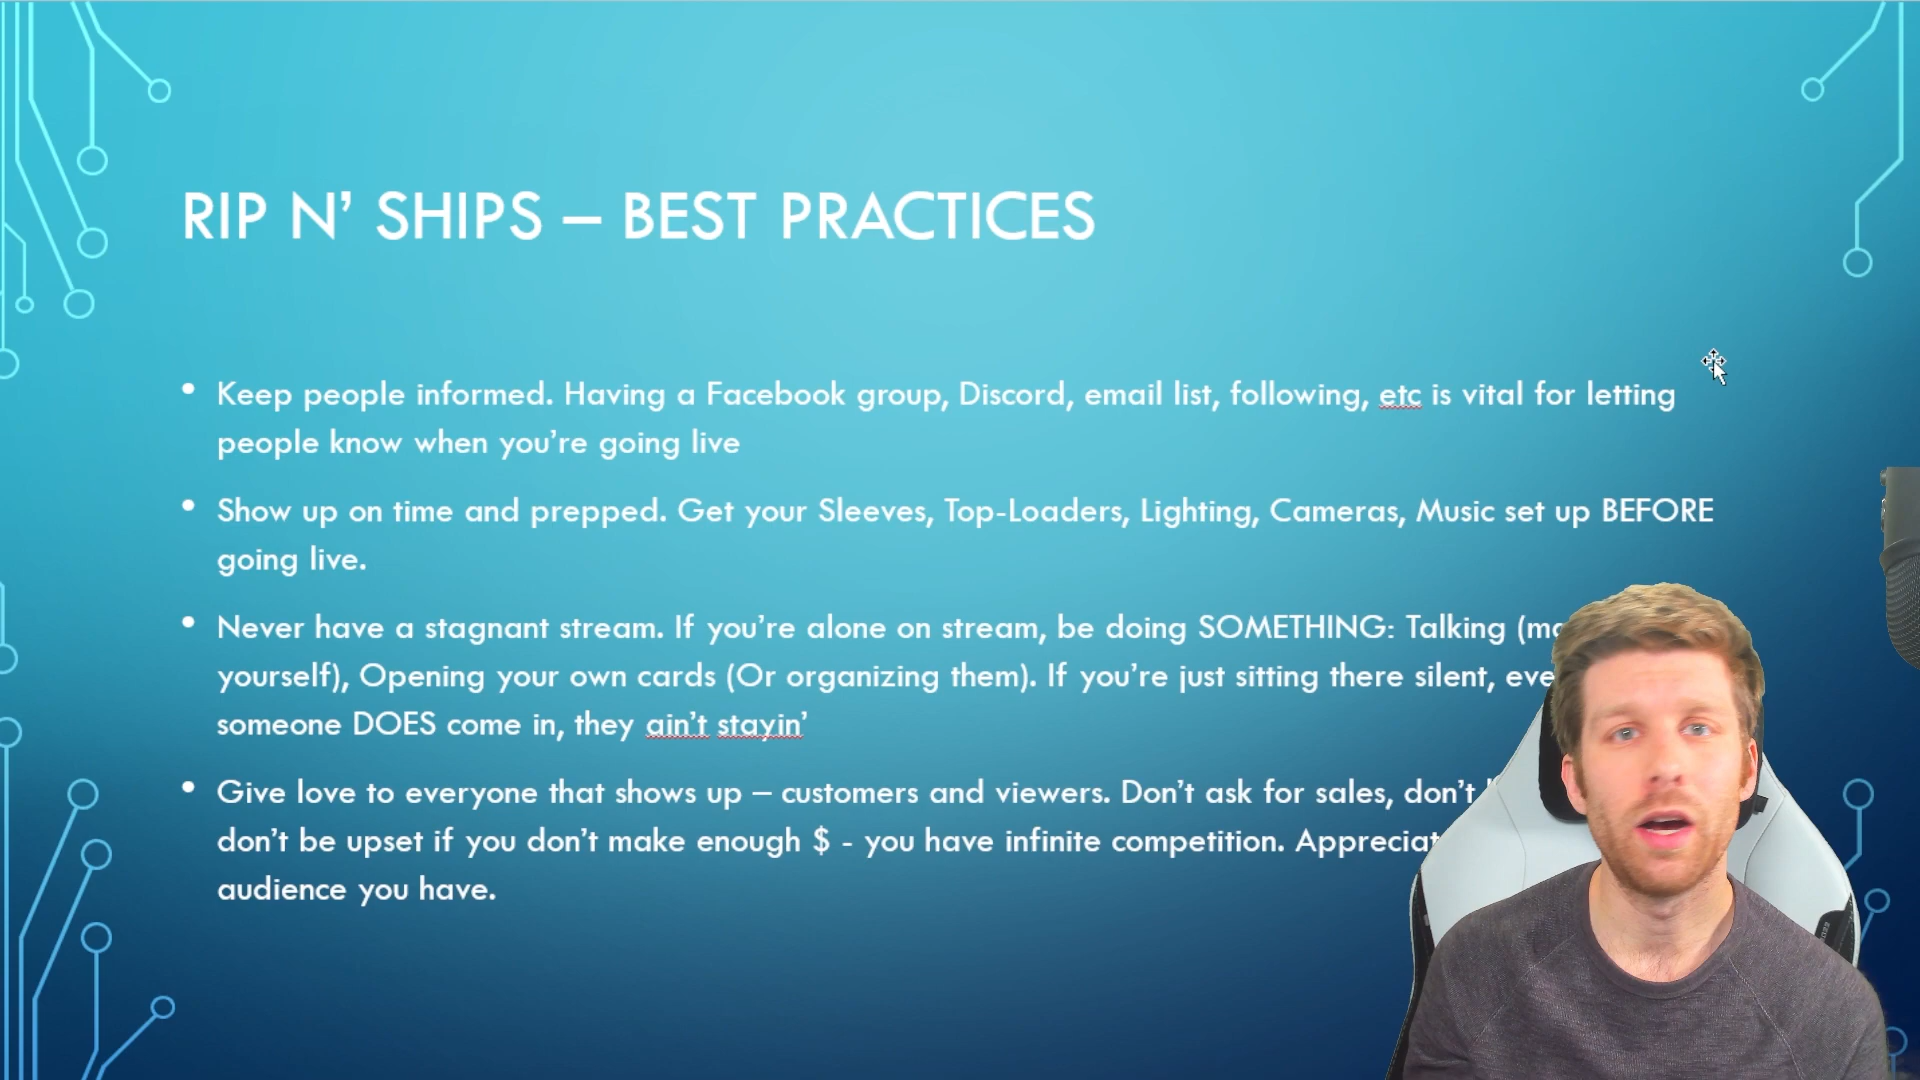 RIP N' SHIPS – BEST PRACTICES
• Keep people informed. Having a Facebook group, Discord, email list, following, etc is vital for letting
people know when you're going live
• Show up on time and prepped. Get your Sleeves, Top-Loaders, Lighting, Cameras, Music set up BEFORE
going live.
• Never have a stagnant stream. If you're alone on stream, be doing SOMETHING: Talking
yourself), Opening your own cards (Or organizing them). If you're just sitting there silent,
someone DOES come in, they ain't stayin'
• Give love to everyone that shows up – customers and viewers. Don't ask for sales, don't
don't be upset if you don't make enough $ - you have infinite competition.
audience you have.